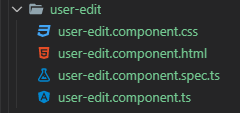 user-edit
user-edit.component.css
user-edit.component.html
user-edit.component.spec.ts
user-edit.component.ts